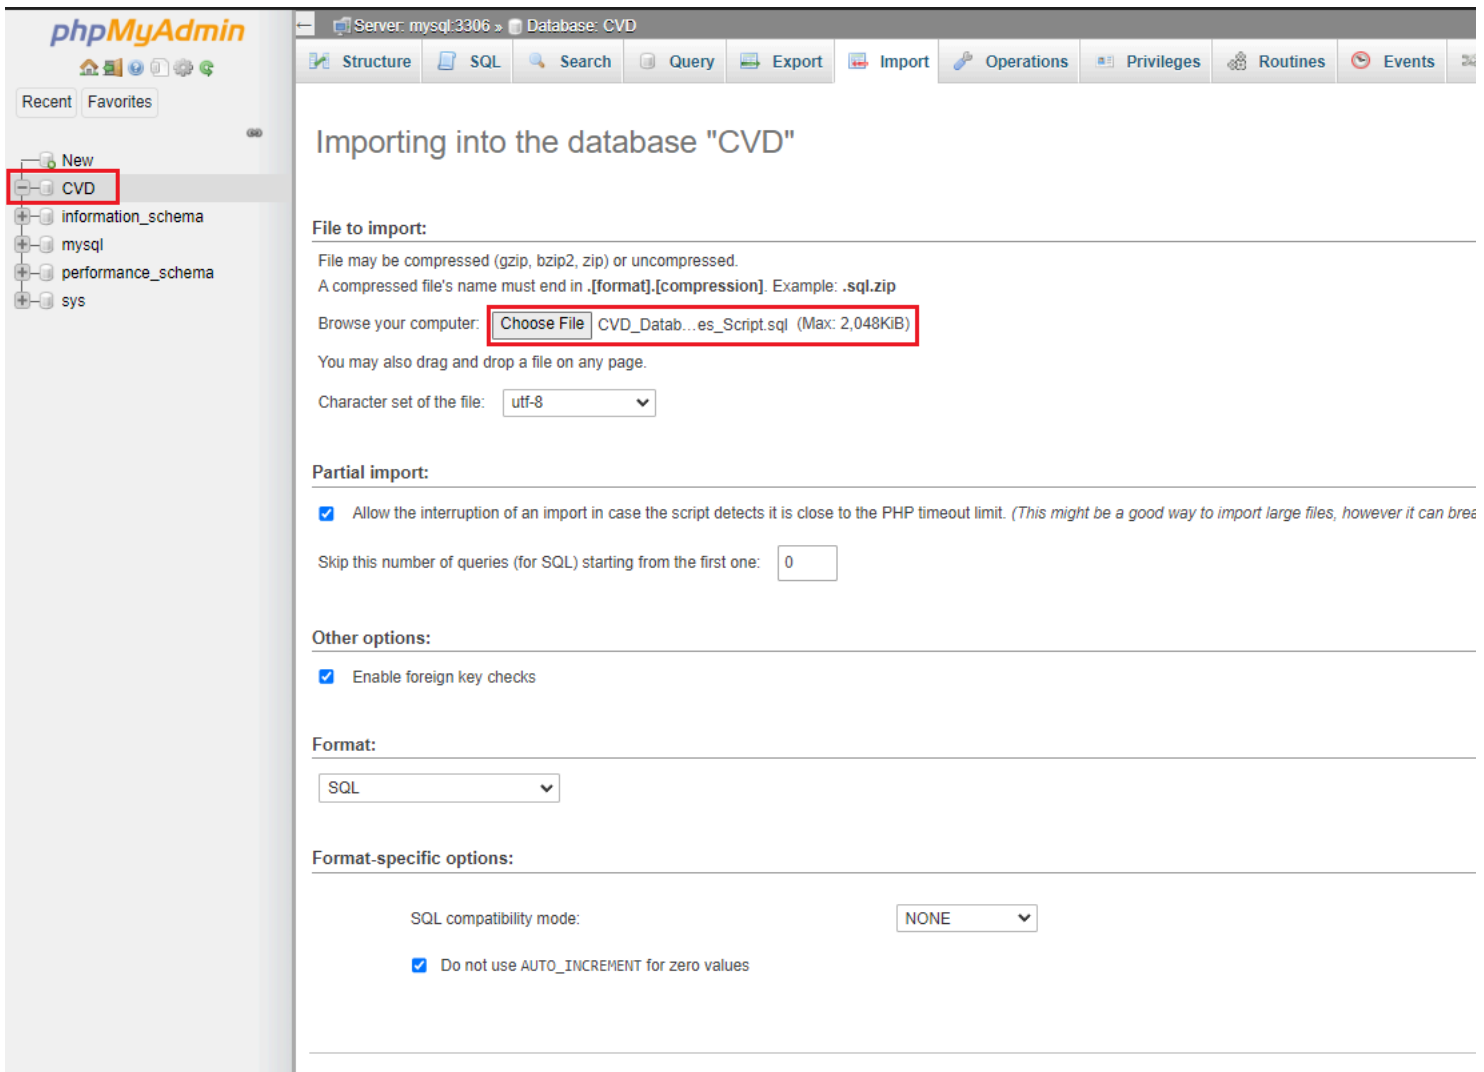 phpMyAdmin
Recent Favorites
New
CVD
information_schema
mysql
performance_schema
sys
← Server: mysql:3306 » Database: CVD
Structure SQL Search Query Export Import Operations Privileges Routines Events
Importing into the database "CVD"
File to import:
File may be compressed (gzip, bzip2, zip) or uncompressed.
A compressed file's name must end in .[format].[compression]. Example: .sql.zip
Browse your computer: Choose File CVD_Datab...es_Script.sql (Max: 2,048KiB)
You may also drag and drop a file on any page.
Character set of the file: utf-8
Partial import:
Allow the interruption of an import in case the script detects it is close to the PHP timeout limit. (This might be a good way to import large files, however it can brea
Skip this number of queries (for SQL) starting from the first one: 0
Other options:
Enable foreign key checks
Format:
SQL
Format-specific options:
SQL compatibility mode: NONE
Do not use AUTO_INCREMENT for zero values